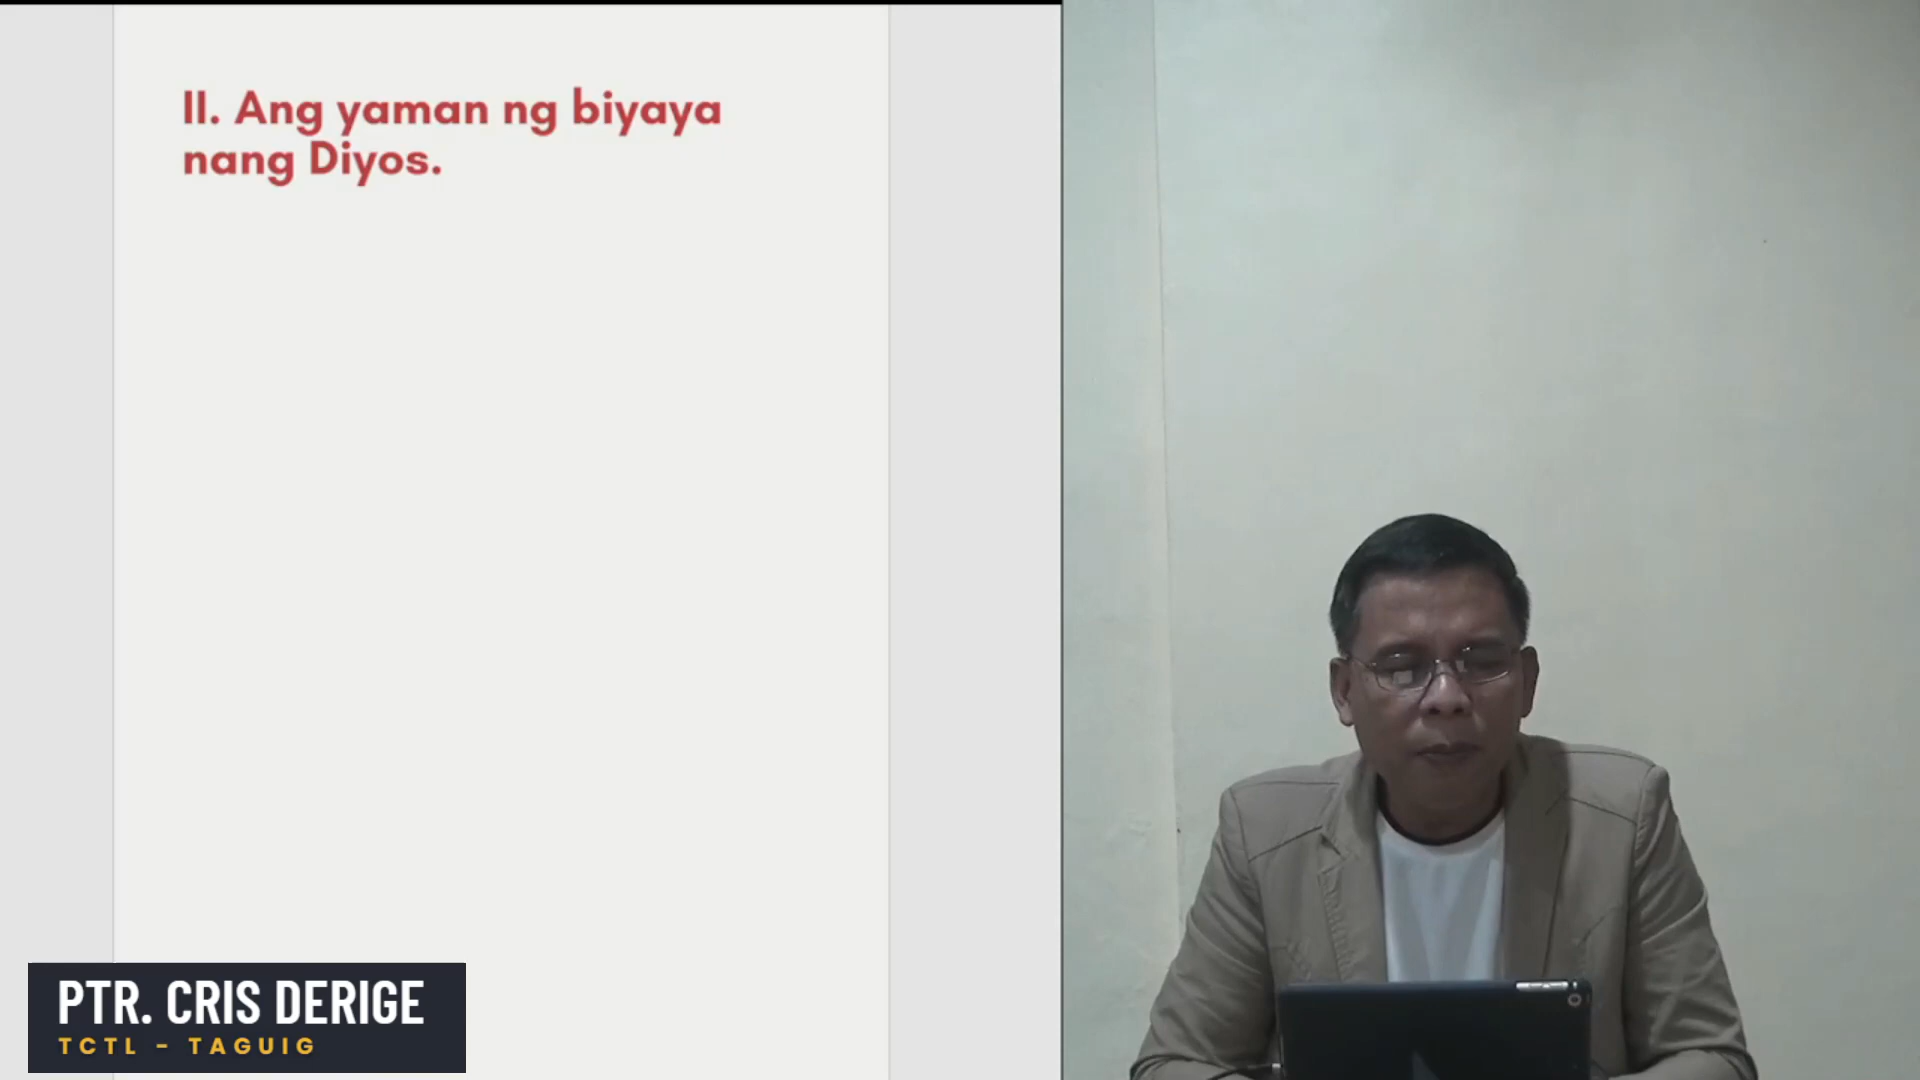 II. Ang yaman ng biyaya
nang Diyos.
PTR. CRIS DERIGE
TCTL - TAGUIG